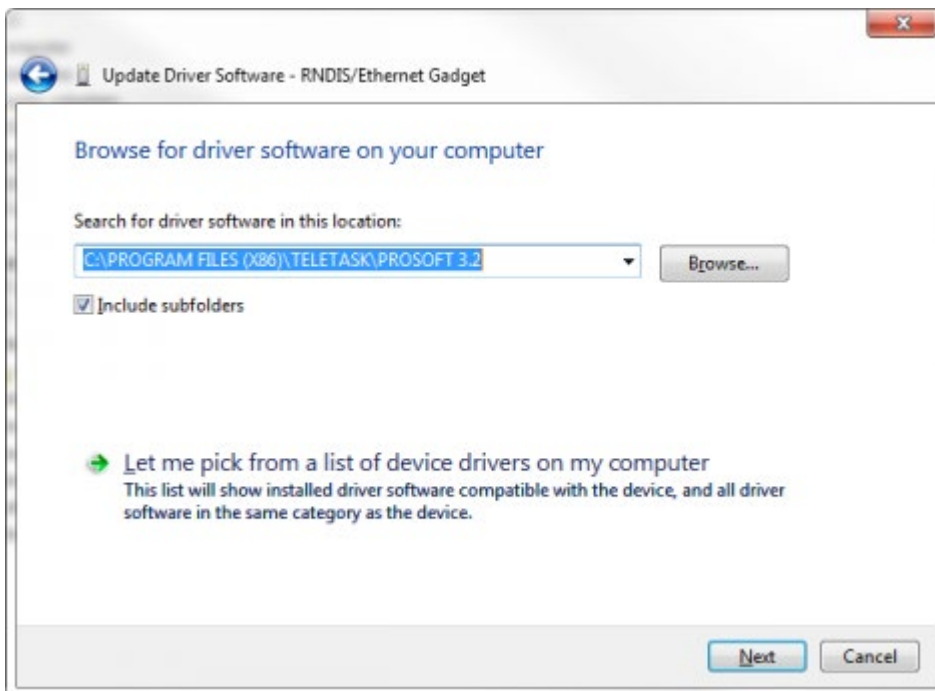 Update Driver Software - RNDIS/Ethernet Gadget
Browse for driver software on your computer
Search for driver software in this location:
C:\PROGRAM FILES (X86)\TELETASK\PROSOFT 3.2
Browse...
Include subfolders
Let me pick from a list of device drivers on my computer
This list will show installed driver software compatible with the device, and all driver
software in the same category as the device.
Next
Cancel